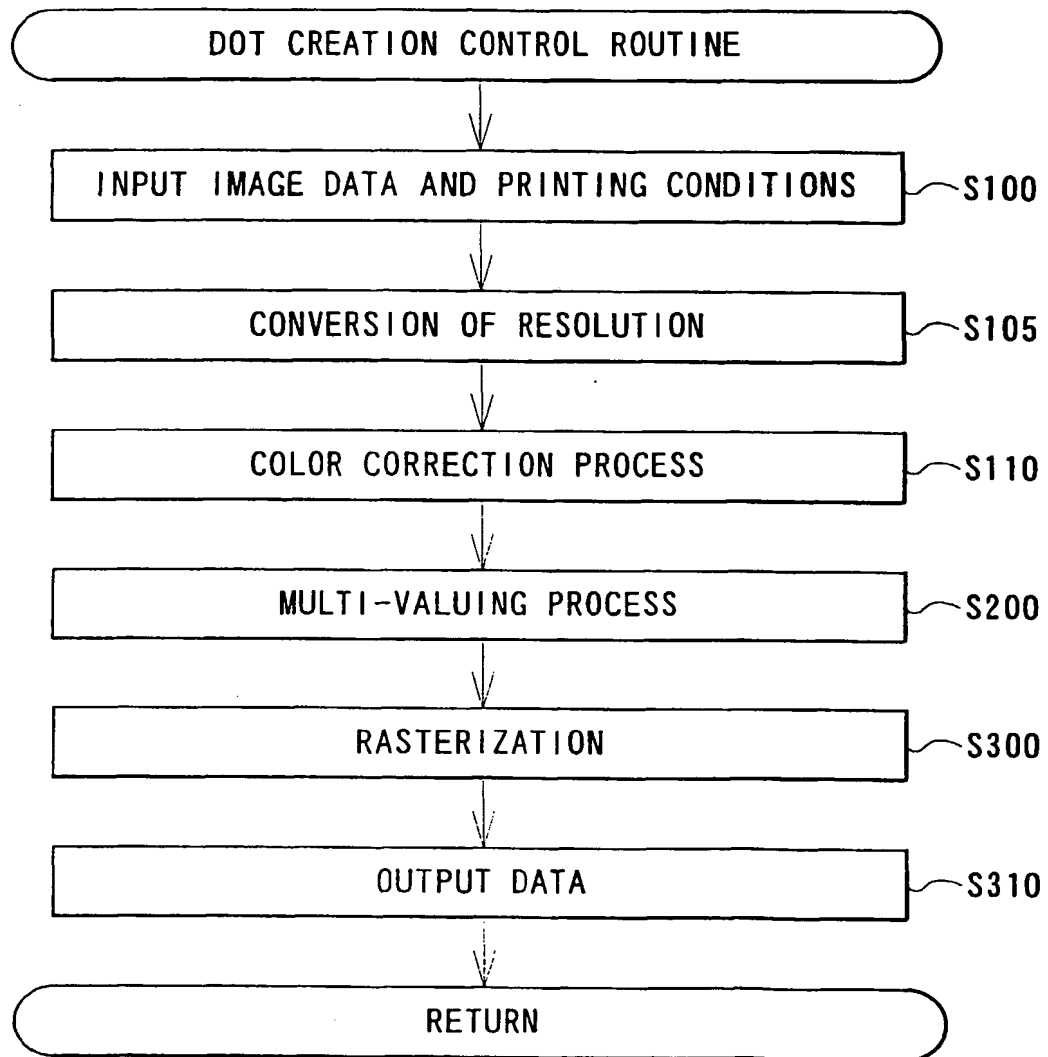 DOT CREATION CONTROL ROUTINE
INPUT IMAGE DATA AND PRINTING CONDITIONS
S100
CONVERSION OF RESOLUTION
S105
COLOR CORRECTION PROCESS
S110
MULTI-VALUING PROCESS
S200
RASTERIZATION
S300
OUTPUT DATA
S310
RETURN